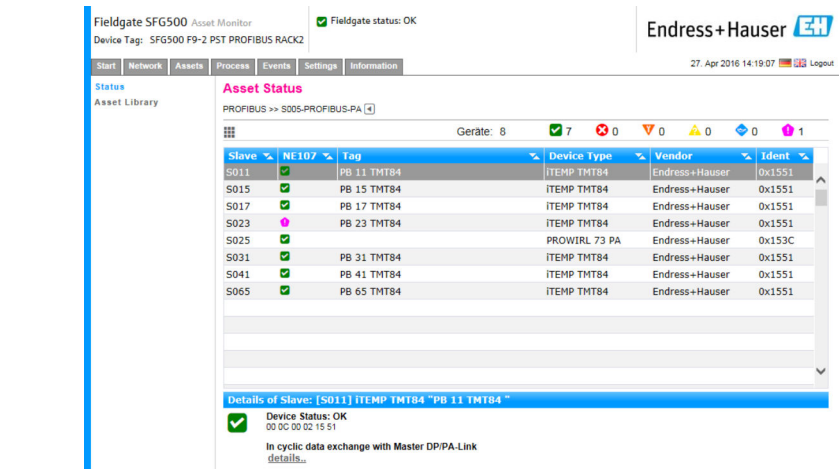 Fieldgate SFG500 Asset Monitor
Device Tag: SFG500 F9-2 PST PROFIBUS RACK2
Fieldgate status: OK
Endress+Hauser EH
Start Network Assets Process Events Settings Information
27. Apr 2016 14:19:07 Logout
Status
Asset Library
Asset Status
PROFIBUS >> S005-PROFIBUS-PA
Geräte: 8 7 0 0 0 0 1
Slave NE107 Tag Device Type Vendor Ident
S011 PB 11 TMT84 iTEMP TMT84 Endress+Hauser 0x1551
S015 PB 15 TMT84 iTEMP TMT84 Endress+Hauser 0x1551
S017 PB 17 TMT84 iTEMP TMT84 Endress+Hauser 0x1551
S023 PB 23 TMT84 iTEMP TMT84 Endress+Hauser 0x1551
S025 PROWIRL 73 PA Endress+Hauser 0x153C
S031 PB 31 TMT84 iTEMP TMT84 Endress+Hauser 0x1551
S041 PB 41 TMT84 iTEMP TMT84 Endress+Hauser 0x1551
S065 PB 65 TMT84 iTEMP TMT84 Endress+Hauser 0x1551
Details of Slave: [S011] iTEMP TMT84 "PB 11 TMT84 "
Device Status: OK
00 0C 00 02 15 51
In cyclic data exchange with Master DP/PA-Link
details..